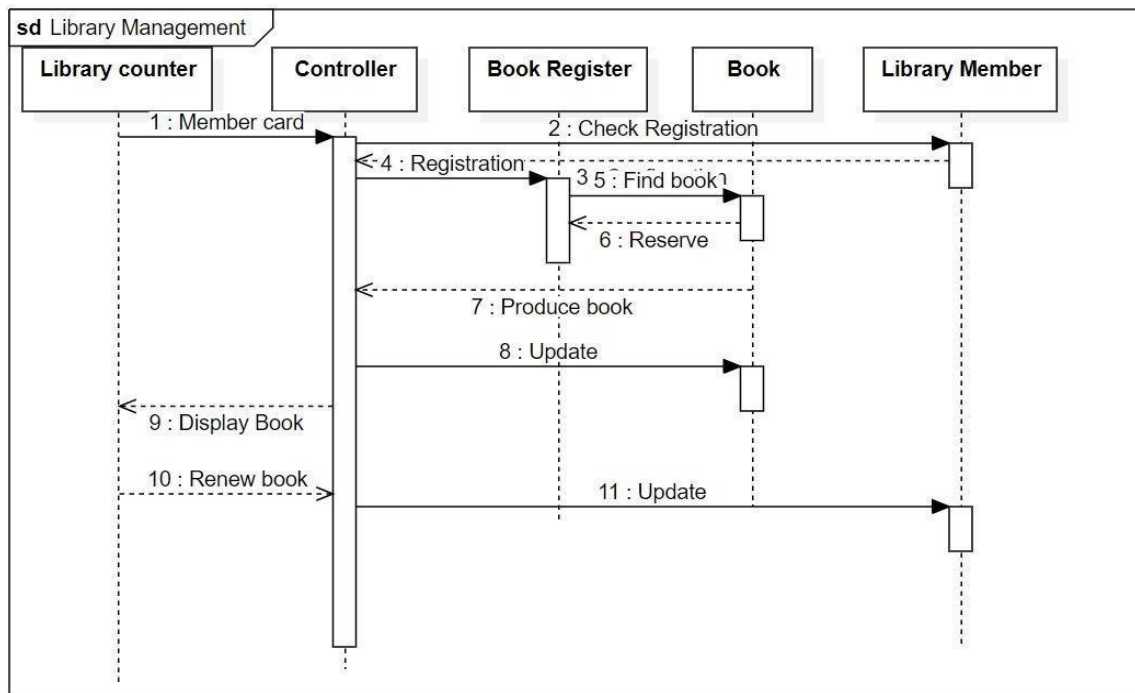 sd Library Management
Library counter
Controller
Book Register
Book
Library Member
1 : Member card
2 : Check Registration
3
4 : Registration
5 : Find book
6 : Reserve
7 : Produce book
8 : Update
9 : Display Book
10 : Renew book
11 : Update